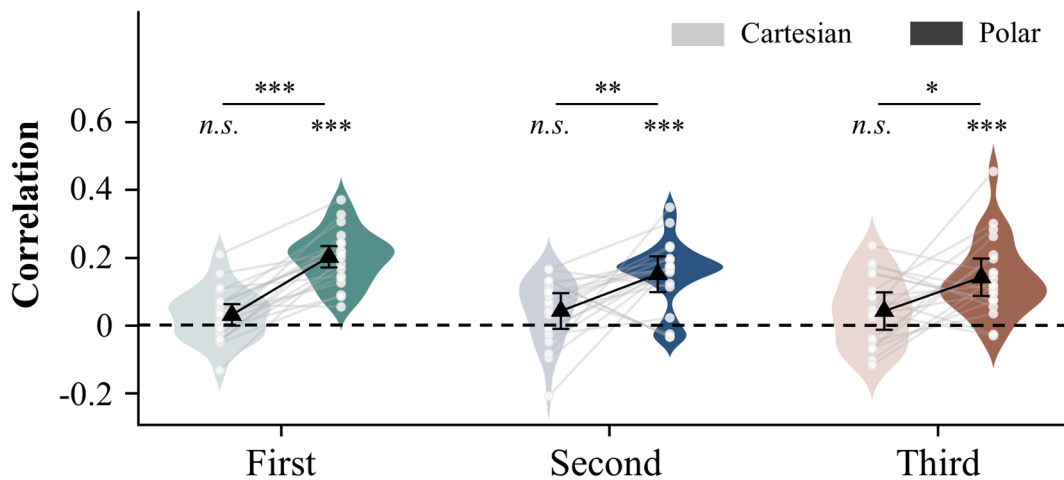 Cartesian Polar
*** ** *
n.s. *** n.s. *** n.s. ***
Correlation
0.6
0.4
0.2
0
-0.2
First Second Third